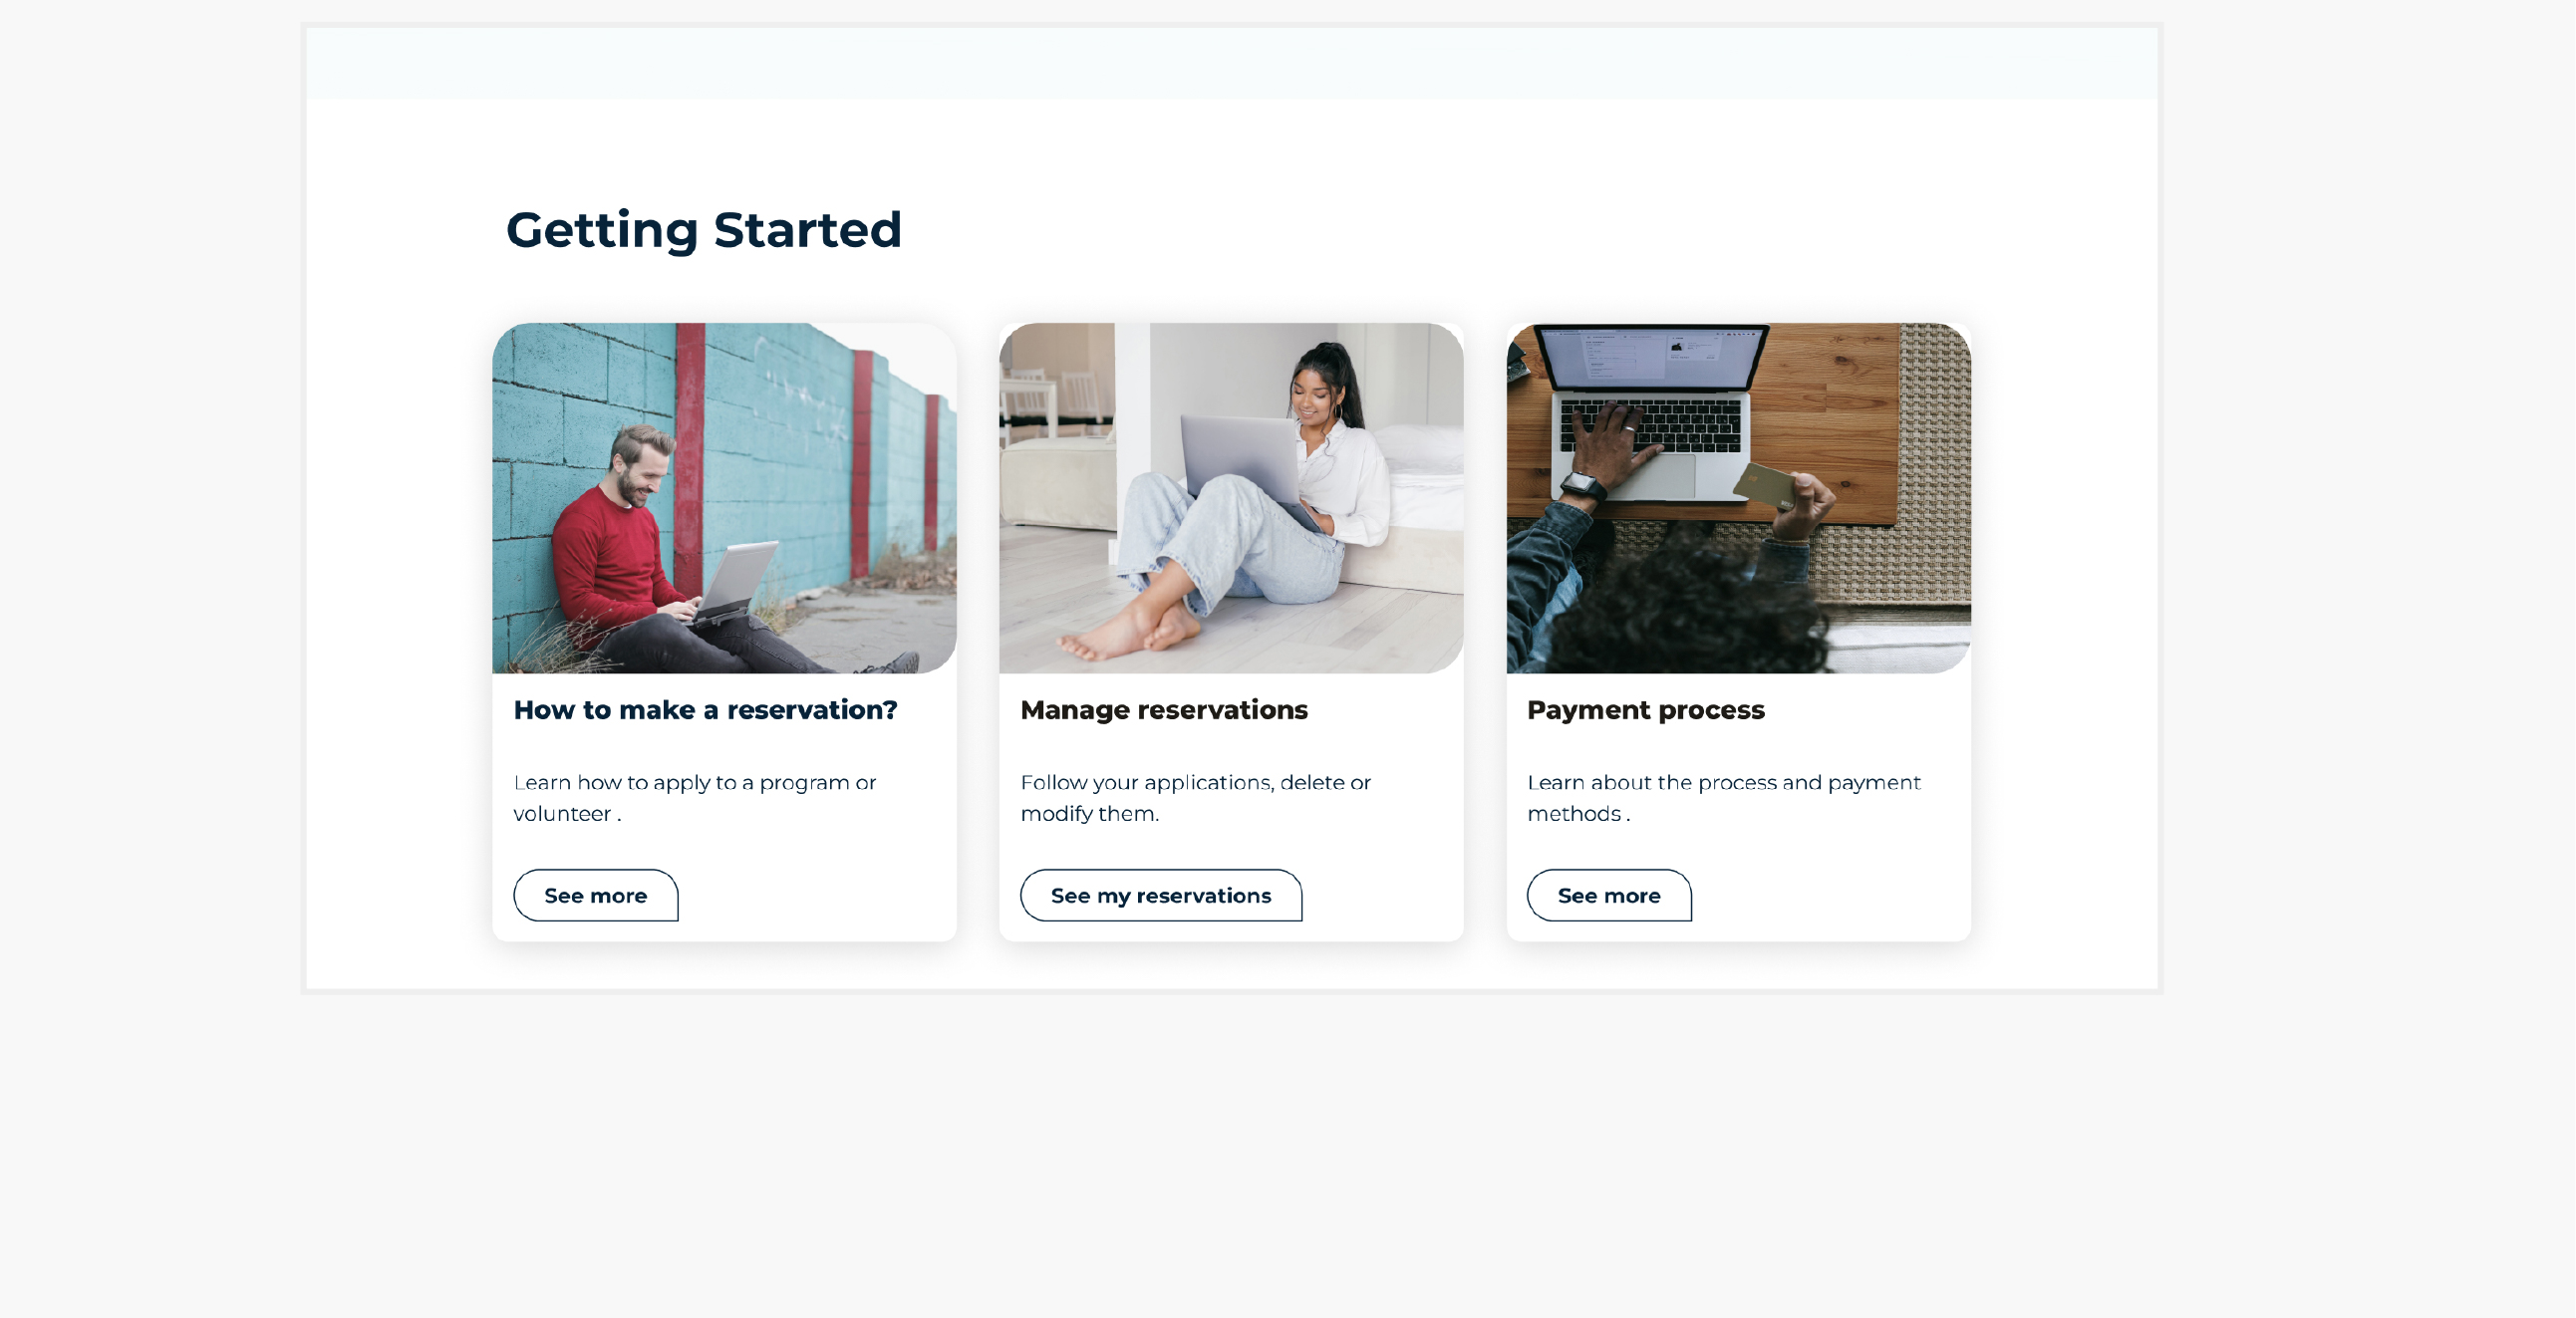 Getting Started
How to make a reservation?
Learn how to apply to a program or
volunteer .
See more
Manage reservations
Follow your applications, delete or
modify them.
See my reservations
Payment process
Learn about the process and payment
methods .
See more